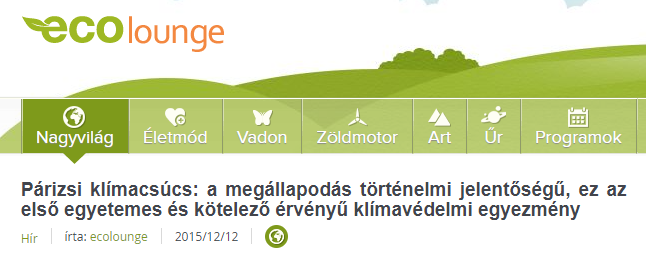 ecolounge
Nagyvilág Életmód Vadon Zöldmotor Art Űr Programok
Párizsi klímacsúcs: a megállapodás történelmi jelentőségű, ez az
első egyetemes és kötelező érvényű klímavédelmi egyezmény
Hír írta: ecolounge 2015/12/12